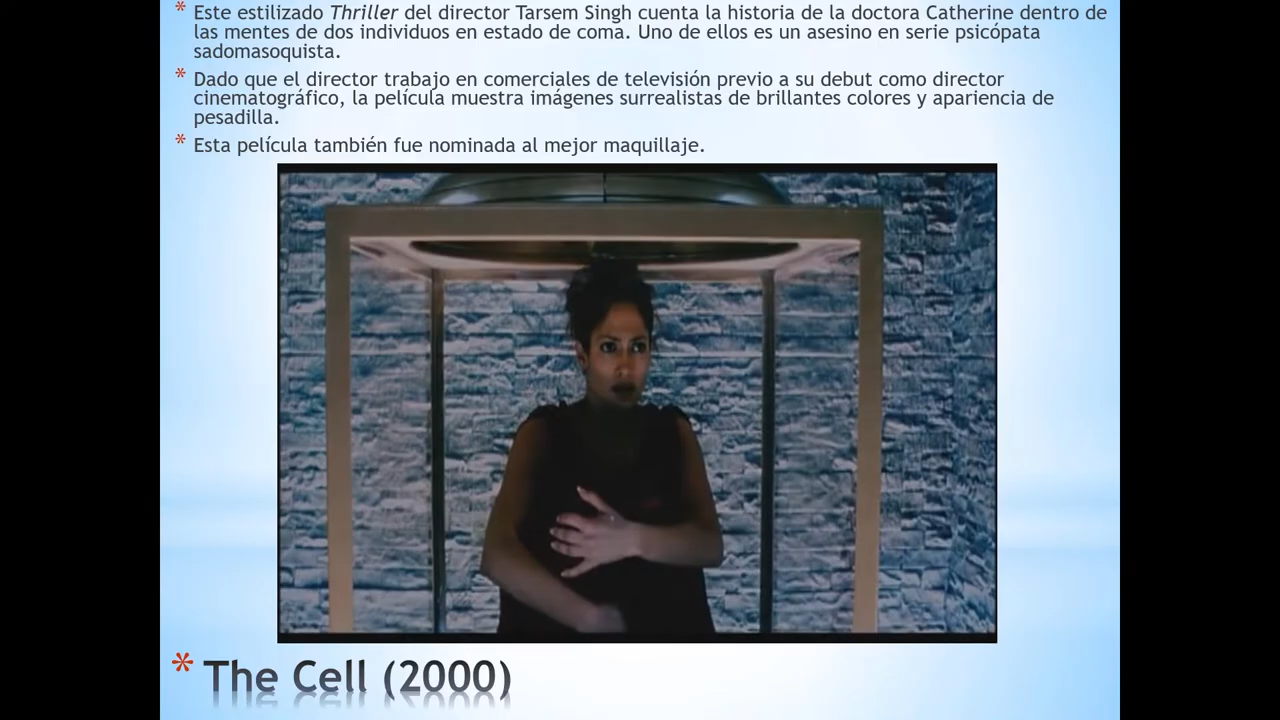 * Este estilizado Thriller del director Tarsem Singh cuenta la historia de la doctora Catherine dentro de
las mentes de dos individuos en estado de coma. Uno de ellos es un asesino en serie psicópata
sadomasoquista.
* Dado que el director trabajo en comerciales de televisión previo a su debut como director
cinematográfico, la película muestra imágenes surrealistas de brillantes colores y apariencia de
pesadilla.
* Esta película también fue nominada al mejor maquillaje.
* The Cell (2000)